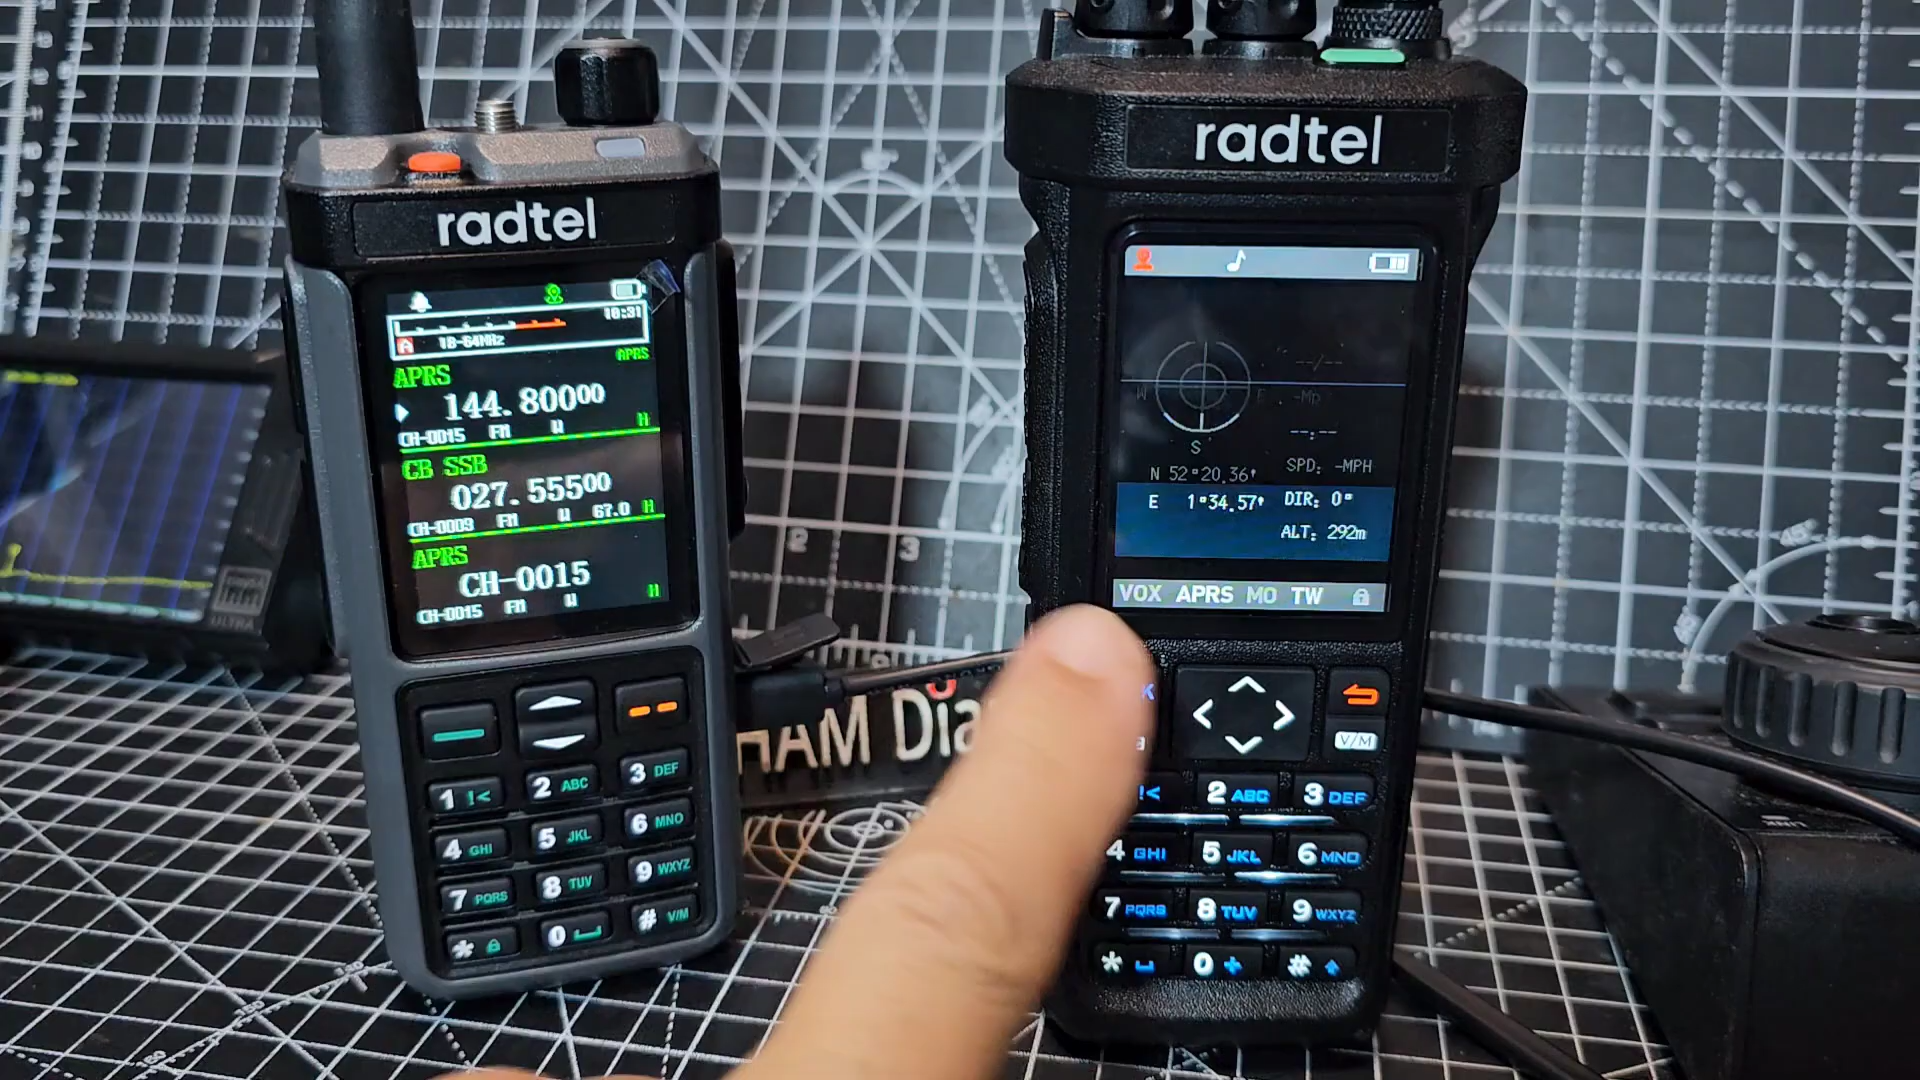 radtel
10:31
A 18-64MHz
APRS
APRS
144.80000
CH-0015 FM W H
CB SSB
027.55500
CH-0009 FM W 67.0 H
APRS
CH-0015
CH-0015 FM W H
1 !<
2 ABC
3 DEF
4 GHI
5 JKL
6 MNO
7 PQRS
8 TUV
9 WXYZ
*
0
# V/M
radtel
--/--
W E -Mp
--:--
S
N 52°20.36' SPD: -MPH
E 1°34.57' DIR: 0°
ALT: 292m
VOX APRS MO TW
K
V/M
!<
2 ABC
3 DEF
4 GHI
5 JKL
6 MNO
7 PQRS
8 TUV
9 WXYZ
*
0 +
#
HAM Dia
2 3
ULTRA